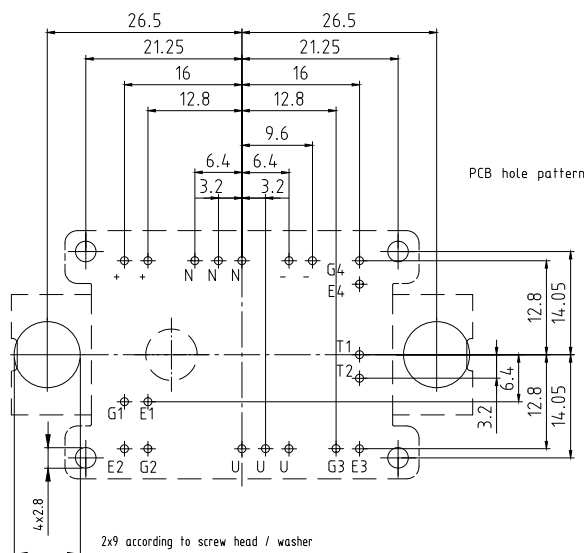 26.5 26.5
21.25 21.25
16 16
12.8 12.8
9.6
6.4 6.4
3.2 3.2
PCB hole pattern
+ + N N N - - G4
E4
12.8
14.05
T1
T2
6.4
3.2
12.8
14.05
G1 E1
E2 G2 U U U G3 E3
4x2.8
2x9 according to screw head / washer